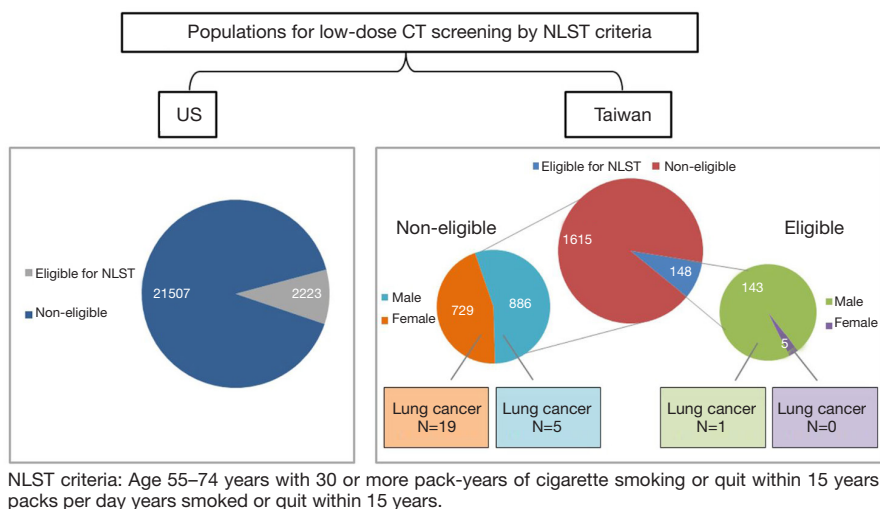 Populations for low-dose CT screening by NLST criteria
US
Taiwan
Eligible for NLST
Non-eligible
21507
2223
Eligible for NLST
Non-eligible
Non-eligible
Eligible
1615
148
Male
Female
729
886
143
5
Male
Female
Lung cancer
N=19
Lung cancer
N=5
Lung cancer
N=1
Lung cancer
N=0
NLST criteria: Age 55–74 years with 30 or more pack-years of cigarette smoking or quit within 15 years
packs per day years smoked or quit within 15 years.